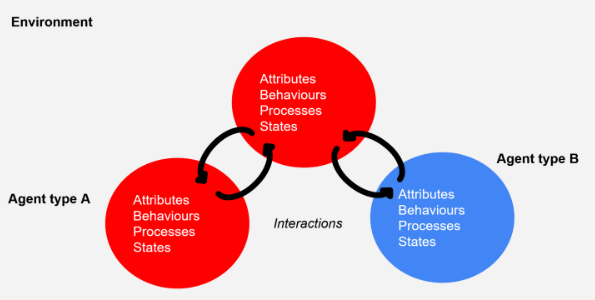 Environment
Attributes
Behaviours
Processes
States
Agent type B
Agent type A
Attributes
Behaviours
Processes
States
Interactions
Attributes
Behaviours
Processes
States